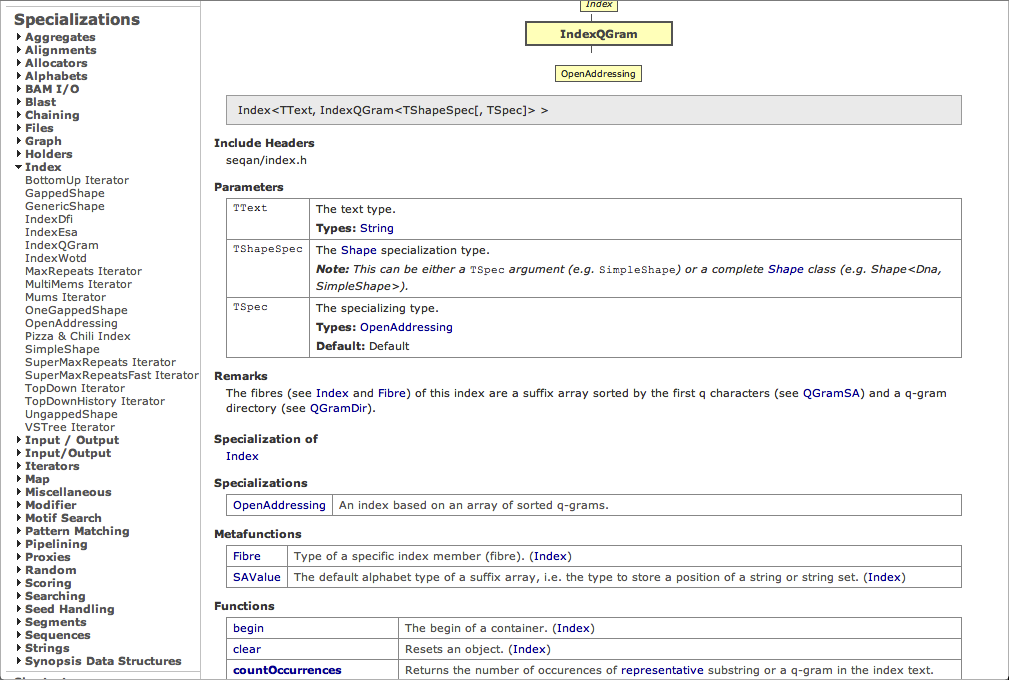 Specializations
Aggregates
Alignments
Allocators
Alphabets
BAM I/O
Blast
Chaining
Files
Graph
Holders
Index
BottomUp Iterator
GappedShape
GenericShape
IndexDfi
IndexEsa
IndexQGram
IndexWotd
MaxRepeats Iterator
MultiMems Iterator
Mums Iterator
OneGappedShape
OpenAddressing
Pizza & Chili Index
SimpleShape
SuperMaxRepeats Iterator
SuperMaxRepeatsFast Iterator
TopDown Iterator
TopDownHistory Iterator
UngappedShape
VSTree Iterator
Input / Output
Input/Output
Iterators
Map
Miscellaneous
Modifier
Motif Search
Pattern Matching
Pipelining
Proxies
Random
Scoring
Searching
Seed Handling
Segments
Sequences
Strings
Synopsis Data Structures
Index
IndexQGram
OpenAddressing
Index<TText, IndexQGram<TShapeSpec[, TSpec]> >
Include Headers
seqan/index.h
Parameters
TText The text type.
Types: String
TShapeSpec The Shape specialization type.
Note: This can be either a TSpec argument (e.g. SimpleShape) or a complete Shape class (e.g. Shape<Dna,
SimpleShape>).
TSpec The specializing type.
Types: OpenAddressing
Default: Default
Remarks
The fibres (see Index and Fibre) of this index are a suffix array sorted by the first q characters (see QGramSA) and a q-gram
directory (see QGramDir).
Specialization of
Index
Specializations
OpenAddressing An index based on an array of sorted q-grams.
Metafunctions
Fibre Type of a specific index member (fibre). (Index)
SAValue The default alphabet type of a suffix array, i.e. the type to store a position of a string or string set. (Index)
Functions
begin The begin of a container. (Index)
clear Resets an object. (Index)
countOccurrences Returns the number of occurences of representative substring or a q-gram in the index text.